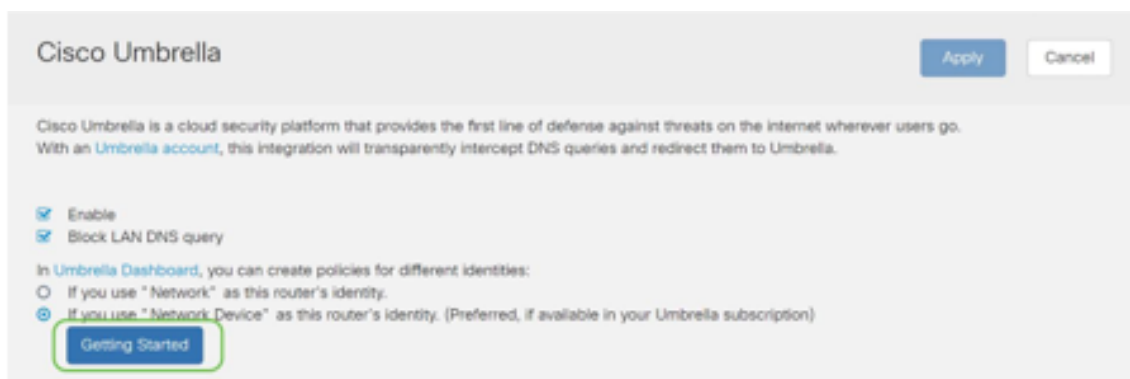 Cisco Umbrella
Apply
Cancel
Cisco Umbrella is a cloud security platform that provides the first line of defense against threats on the internet wherever users go.
With an Umbrella account, this integration will transparently intercept DNS queries and redirect them to Umbrella.
Enable
Block LAN DNS query
In Umbrella Dashboard, you can create policies for different identities:
If you use "Network" as this router's identity.
If you use "Network Device" as this router's identity. (Preferred, if available in your Umbrella subscription)
Getting Started